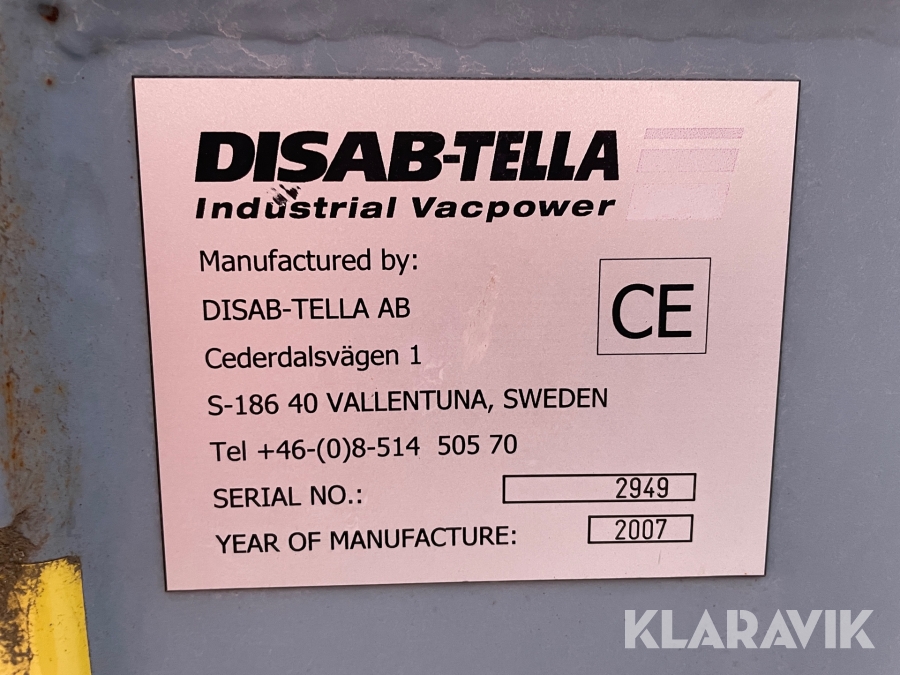 DISAB-TELLA
Industrial Vacpower
Manufactured by:
DISAB-TELLA AB
Cederdalsvägen 1
S-186 40 VALLENTUNA, SWEDEN
Tel +46-(0)8-514 505 70
CE
SERIAL NO.: 2949
YEAR OF MANUFACTURE: 2007
KLARAVIK